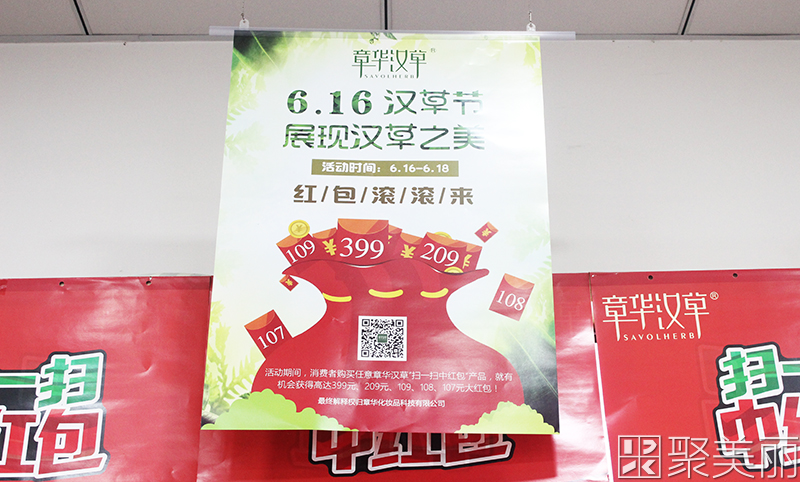 章华汉草®
SAVOLHERB
6.16 汉草节
展现汉草之美
活动时间：6.16-6.18
红/包/滚/滚/来
109
¥399
¥209
108
107
活动期间，消费者购买任意章华汉草"扫一扫中红包"产品，就有
机会获得高达399元、209元、109、108、107元大红包！
最终解释权归章华化妆品科技有限公司
章华汉草®
SAVOLHERB
一扫
红包
中红包
扫
中红
聚美丽